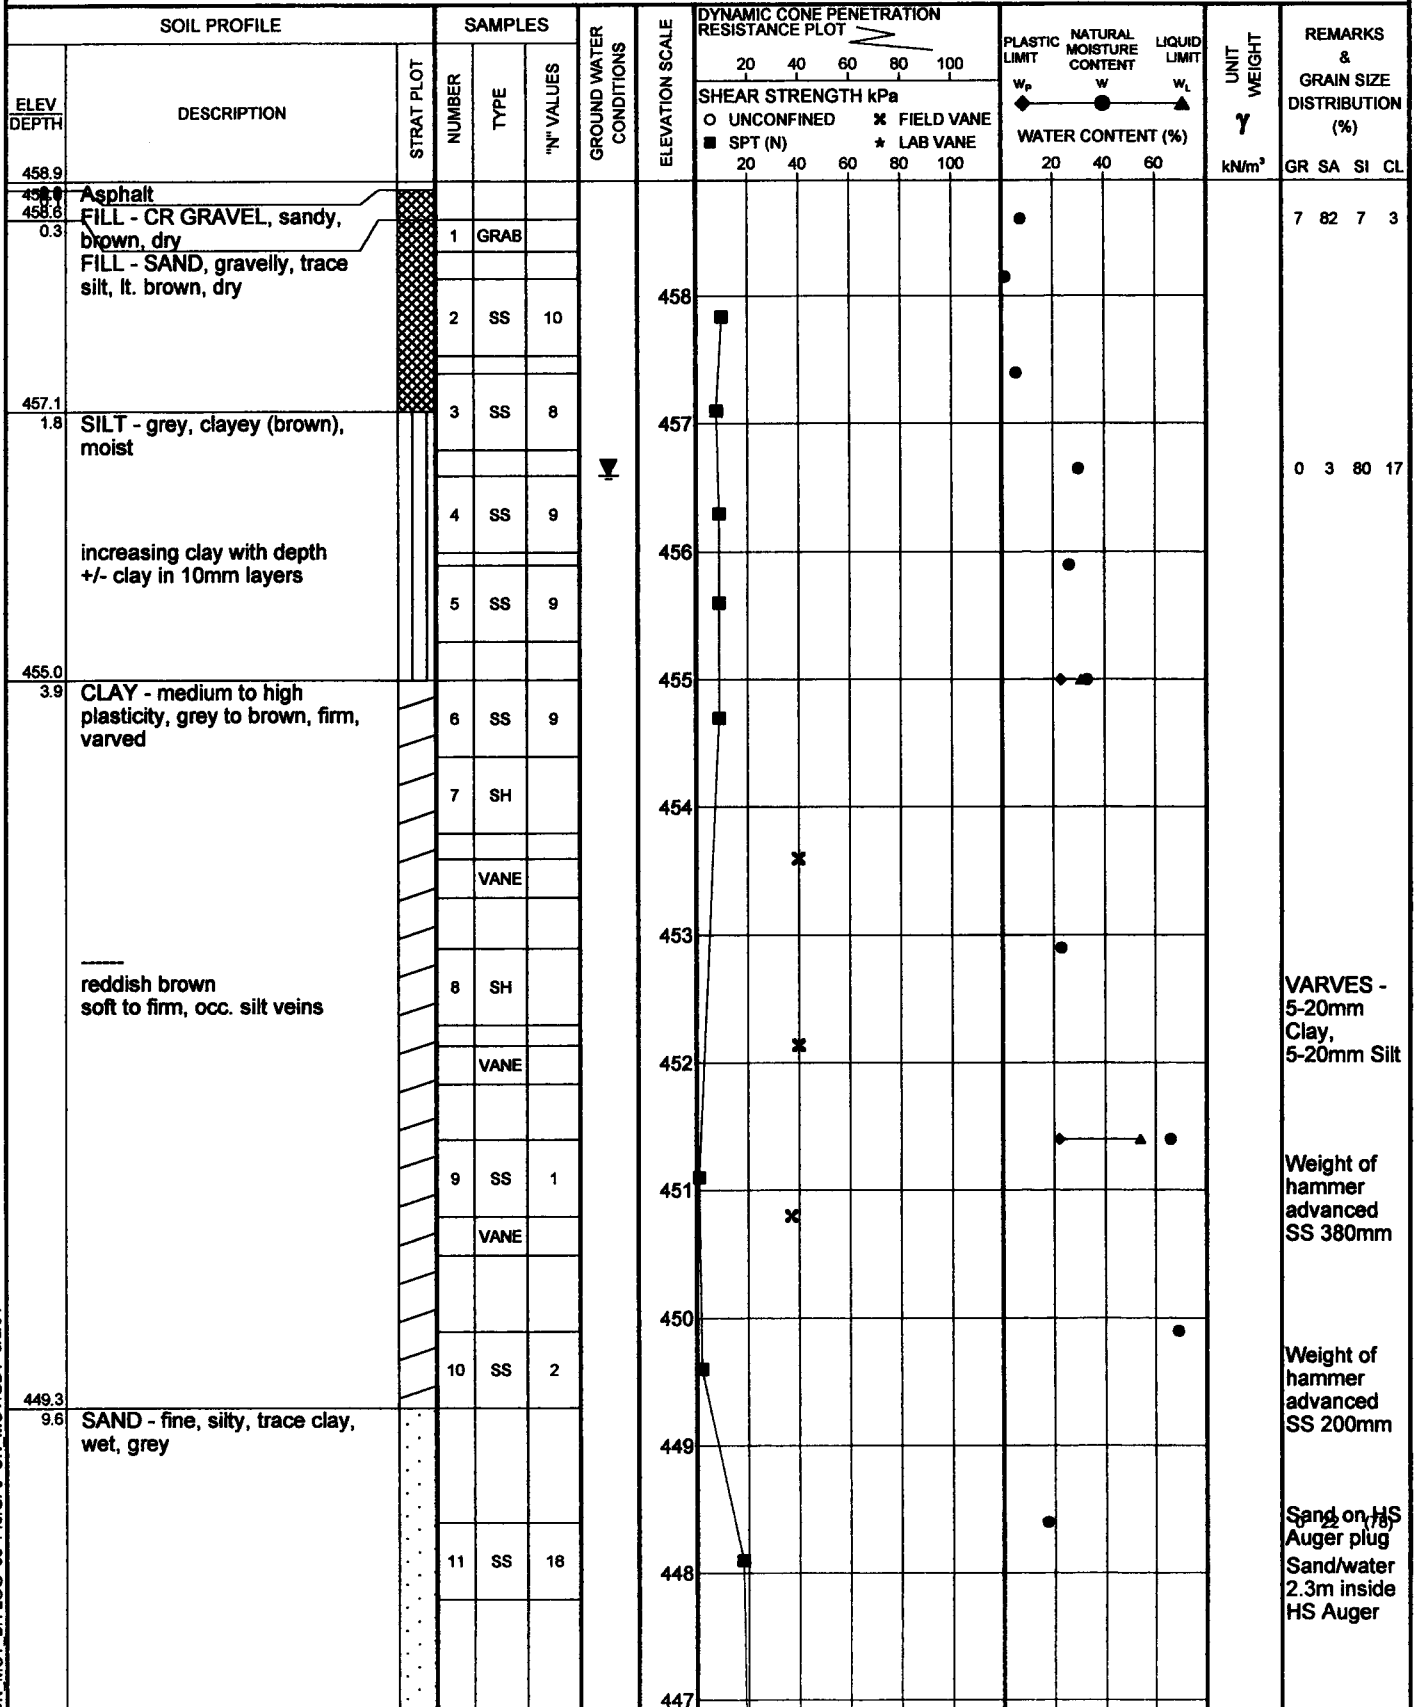 SOIL PROFILE
SAMPLES
GROUND WATER
CONDITIONS
ELEVATION SCALE
DYNAMIC CONE PENETRATION
RESISTANCE PLOT
20 40 60 80 100
SHEAR STRENGTH kPa
UNCONFINED
FIELD VANE
SPT (N)
LAB VANE
20 40 60 80 100
PLASTIC
LIMIT
NATURAL
MOISTURE
CONTENT
LIQUID
LIMIT
WP
W
WL
WATER CONTENT (%)
20 40 60
UNIT
WEIGHT
γ
kN/m³
REMARKS
&
GRAIN SIZE
DISTRIBUTION
(%)
GR SA SI CL
ELEV
DEPTH
DESCRIPTION
STRAT PLOT
NUMBER
TYPE
"N" VALUES
458.9
Asphalt
458.6
0.3
FILL - CR GRAVEL, sandy,
brown, dry
FILL - SAND, gravelly, trace
silt, lt. brown, dry
1 GRAB
7 82 7 3
458
2 SS 10
457.1
1.8
SILT - grey, clayey (brown),
moist
3 SS 8
457
0 3 80 17
4 SS 9
increasing clay with depth
+/- clay in 10mm layers
456
5 SS 9
455.0
3.9
CLAY - medium to high
plasticity, grey to brown, firm,
varved
455
6 SS 9
7 SH
454
VANE
453
reddish brown
soft to firm, occ. silt veins
8 SH
VARVES -
5-20mm
Clay,
5-20mm Silt
VANE
452
9 SS 1
451
Weight of
hammer
advanced
SS 380mm
VANE
450
10 SS 2
Weight of
hammer
advanced
SS 200mm
449.3
9.6
SAND - fine, silty, trace clay,
wet, grey
449
0 22 (78)
Sand on HS
Auger plug
Sand/water
2.3m inside
HS Auger
11 SS 18
448
447